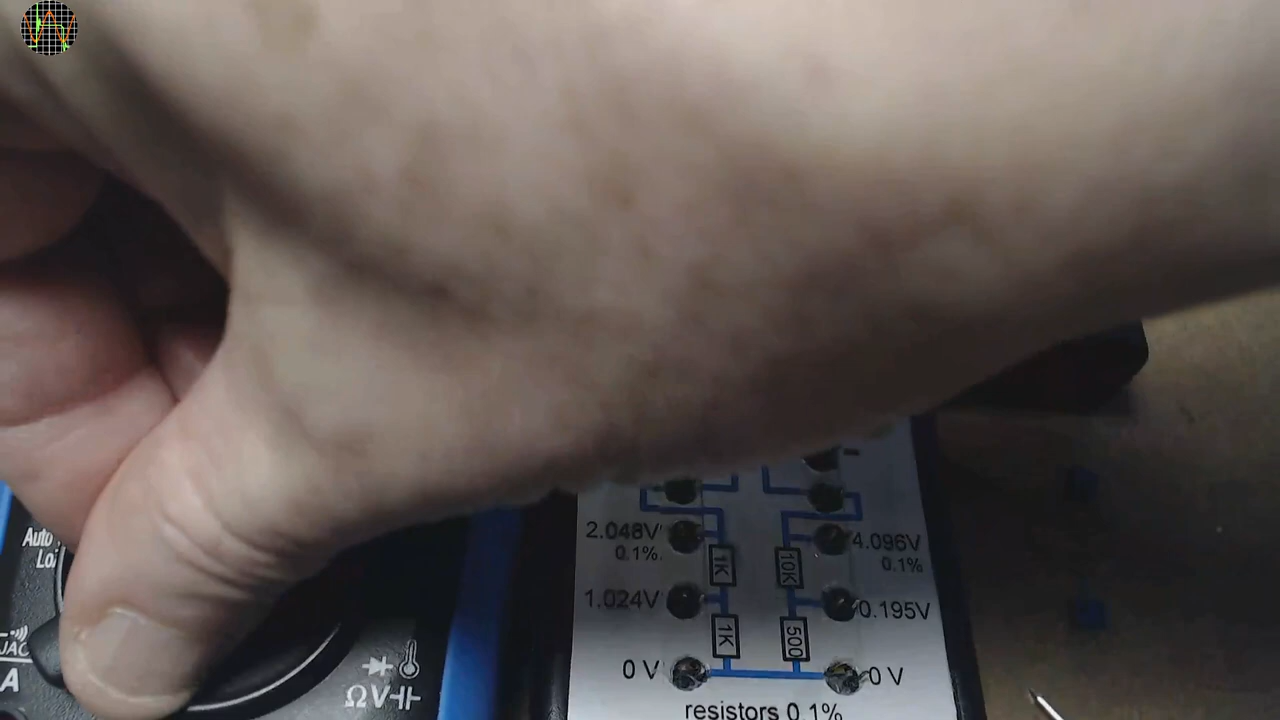 2.048V
4.096V
0.1%
0.1%
1K
10K
1.024V
0.195V
1K
500
0 V
0 V
resistors 0.1%
Auto
A
ΩV